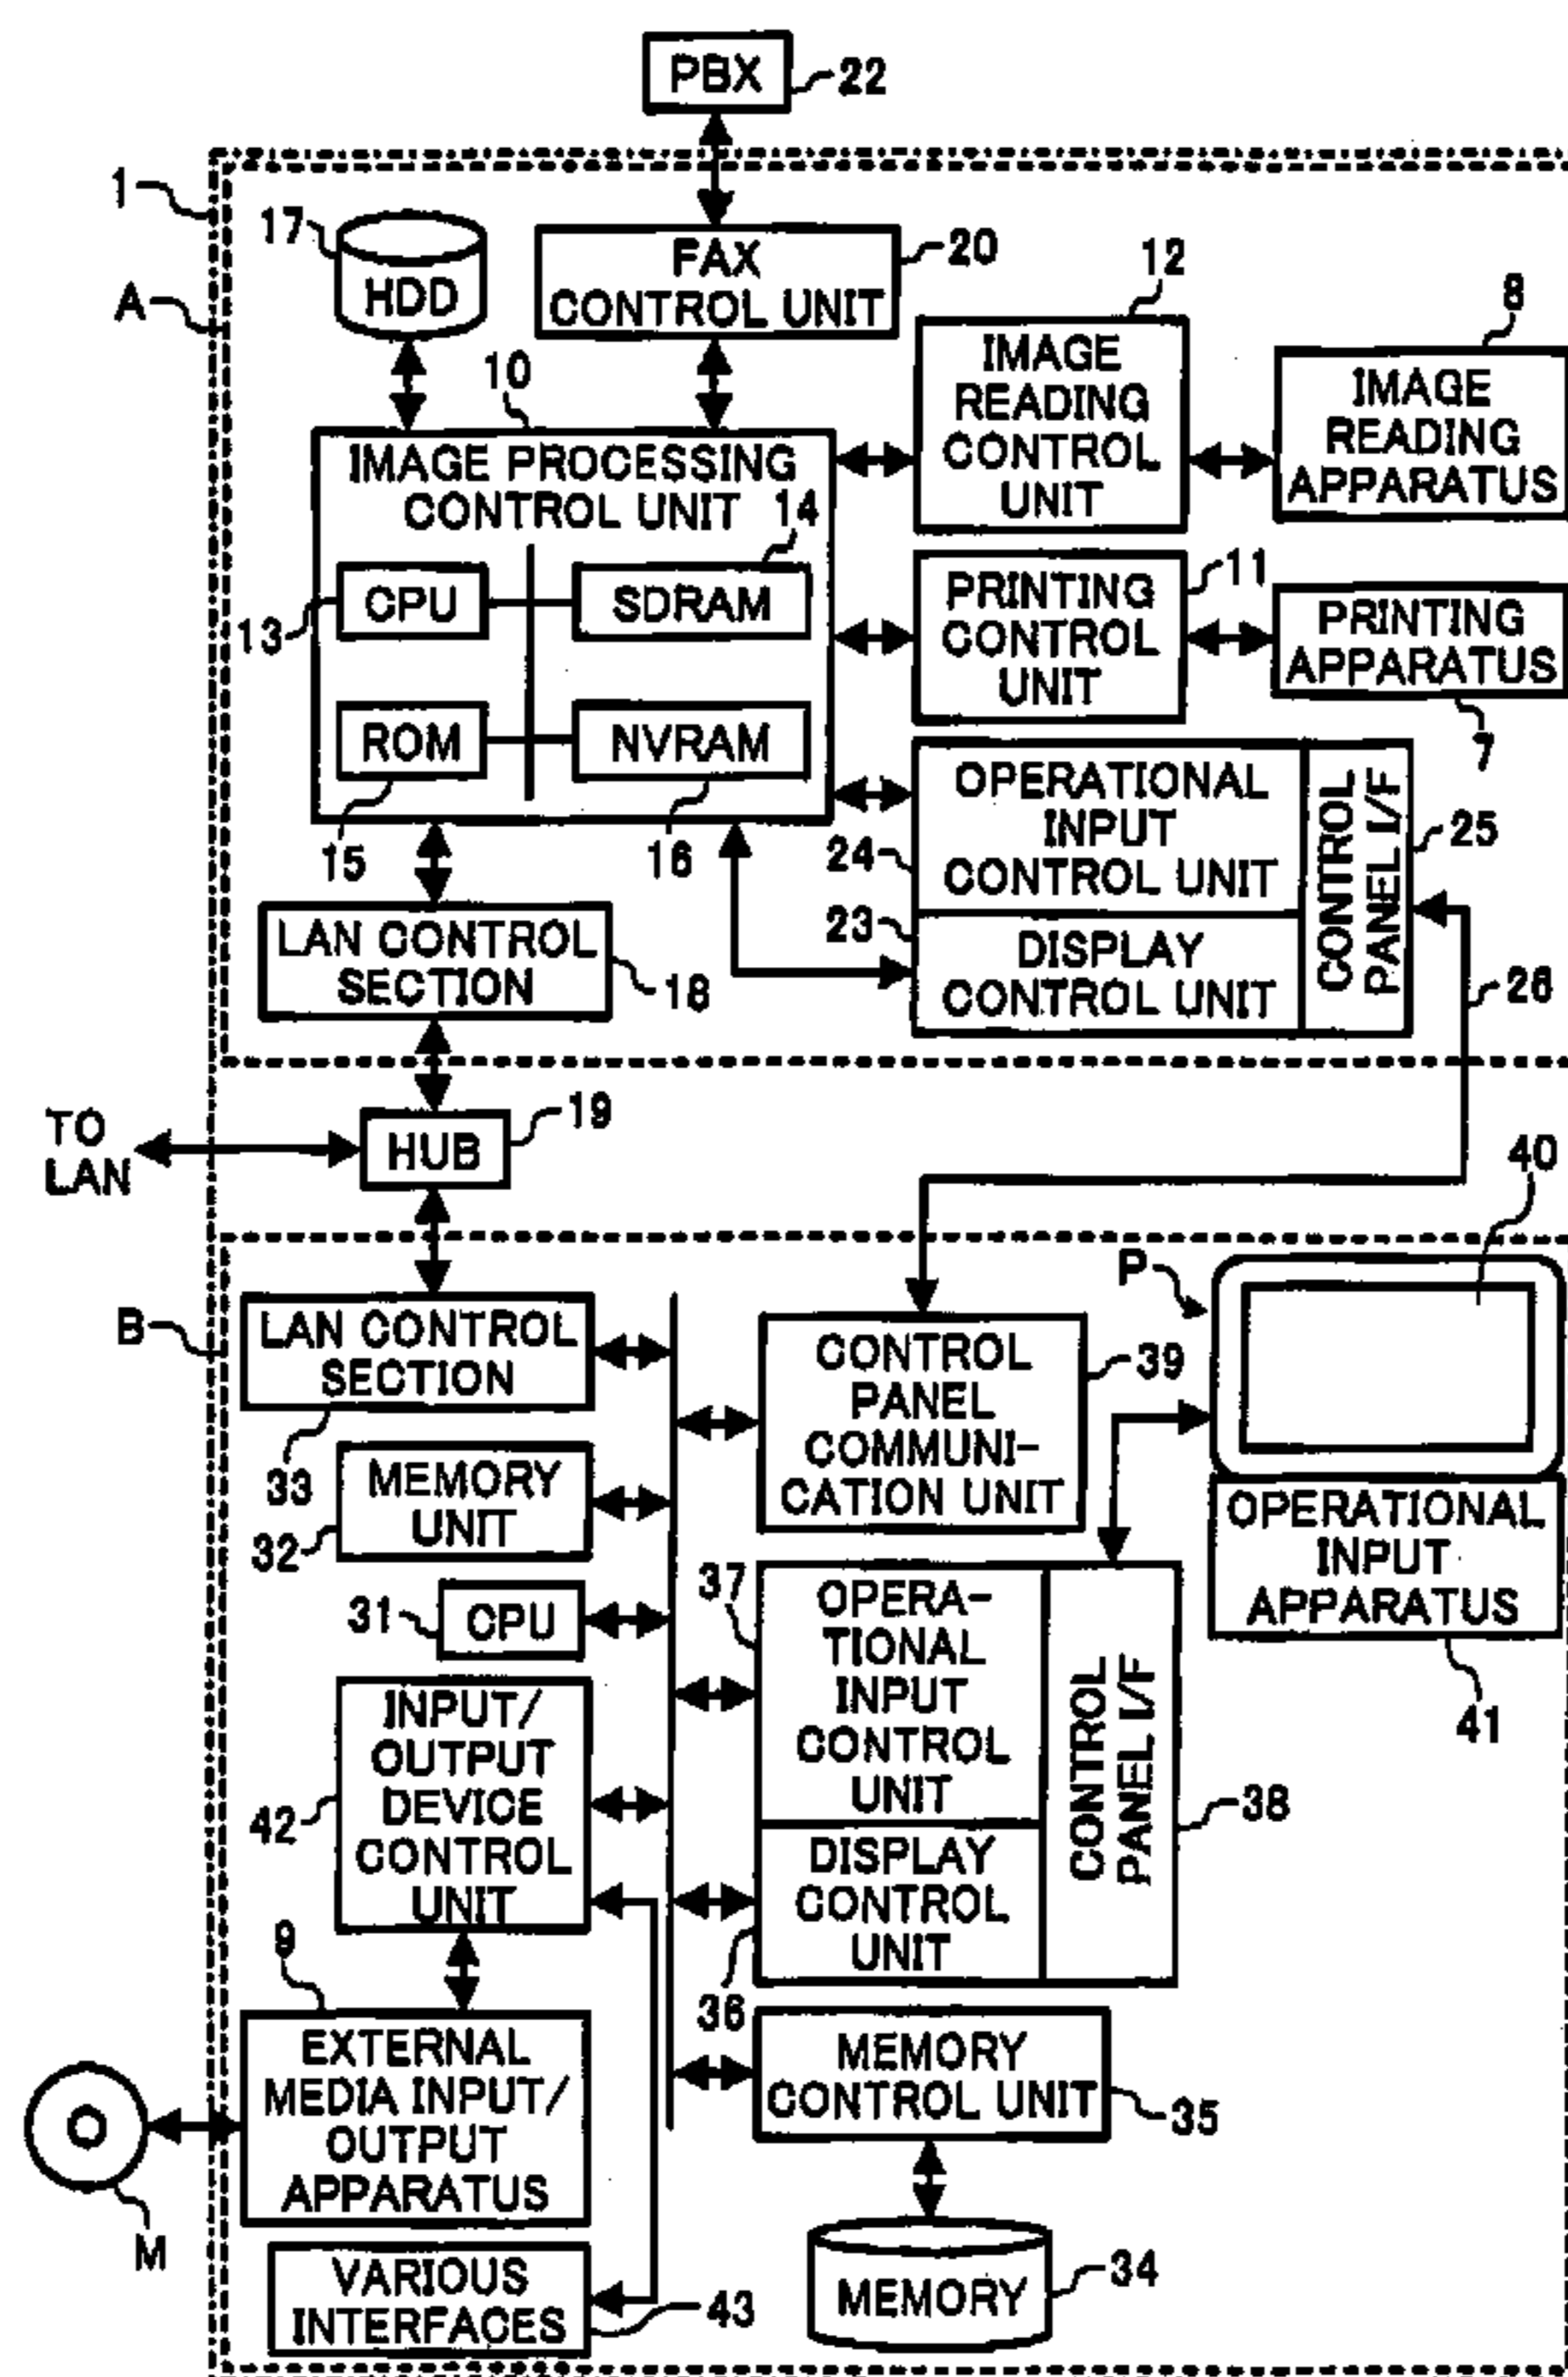 PBX
22
1
17
HDD
FAX
CONTROL UNIT
20
A
12
8
IMAGE
READING
CONTROL
UNIT
IMAGE
READING
APPARATUS
10
IMAGE PROCESSING
CONTROL UNIT
14
CPU
SDRAM
13
PRINTING
CONTROL
UNIT
11
PRINTING
APPARATUS
7
ROM
NVRAM
15
16
OPERATIONAL
INPUT
CONTROL UNIT
24
CONTROL
PANEL I/F
25
23
DISPLAY
CONTROL UNIT
LAN CONTROL
SECTION
18
26
TO
LAN
HUB
19
40
P
B
LAN CONTROL
SECTION
33
CONTROL
PANEL
COMMUNI-
CATION UNIT
39
MEMORY
UNIT
32
OPERATIONAL
INPUT
APPARATUS
41
31
CPU
37
OPERA-
TIONAL
INPUT
CONTROL
UNIT
CONTROL
PANEL I/F
38
INPUT/
OUTPUT
DEVICE
CONTROL
UNIT
42
DISPLAY
CONTROL
UNIT
36
9
EXTERNAL
MEDIA INPUT/
OUTPUT
APPARATUS
M
MEMORY
CONTROL UNIT
35
VARIOUS
INTERFACES
43
MEMORY
34